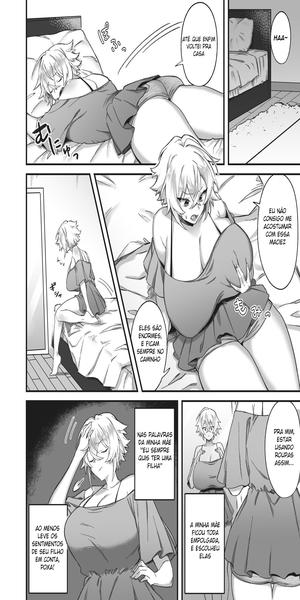 HAA~
ATÉ QUE ENFIM
VOLTEI PRA
CASA
EU NÃO
CONSIGO ME
ACOSTUMAR
COM ESSA
MACIEZ
ELES SÃO
ENORMES,
E FICAM
SEMPRE NO
CAMINHO
PRA MIM,
ESTAR
USANDO
ROUPAS
ASSIM...
A MINHA MÃE
FICOU TODA
EMPOLGADA,
E ESCOLHEU
ELAS
NAS PALAVRAS
DA MINHA MÃE
"EU SEMPRE
QUIS TER UMA
FILHA"
AO MENOS
LEVE OS
SENTIMENTOS
DE SEU FILHO
EM CONTA,
POXA!